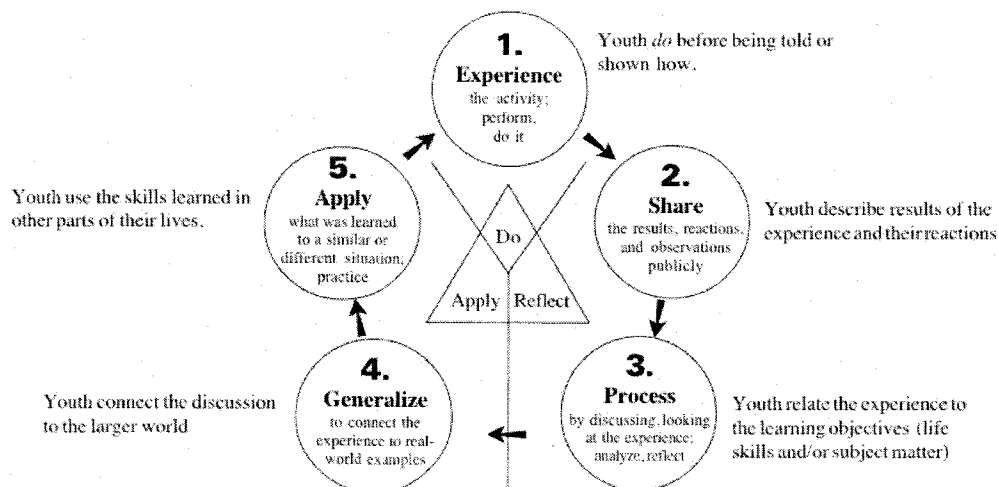 1.
Experience
the activity;
perform,
do it
Youth do before being told or
shown how.
2.
Share
the results, reactions,
and observations
publicly
Youth describe results of the
experience and their reactions
3.
Process
by discussing, looking
at the experience;
analyze, reflect
Youth relate the experience to
the learning objectives (life
skills and/or subject matter)
4.
Generalize
to connect the
experience to real-
world examples
Youth connect the discussion
to the larger world
5.
Apply
what was learned
to a similar or
different situation;
practice
Youth use the skills learned in
other parts of their lives.
Do
Apply
Reflect